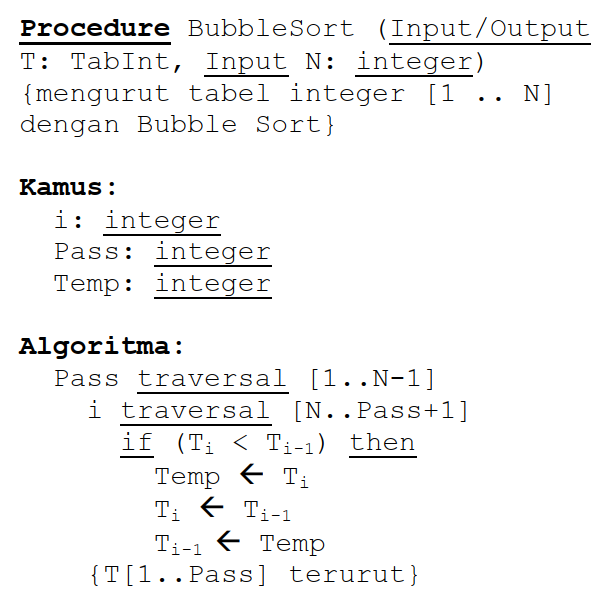 Procedure BubbleSort (Input/Output
T: TabInt, Input N: integer)
{mengurut tabel integer [1 .. N]
dengan Bubble Sort}
Kamus:
i: integer
Pass: integer
Temp: integer
Algoritma:
Pass traversal [1..N-1]
i traversal [N..Pass+1]
if (Tᵢ < Tᵢ₋₁) then
Temp ← Tᵢ
Tᵢ ← Tᵢ₋₁
Tᵢ₋₁ ← Temp
{T[1..Pass] terurut}